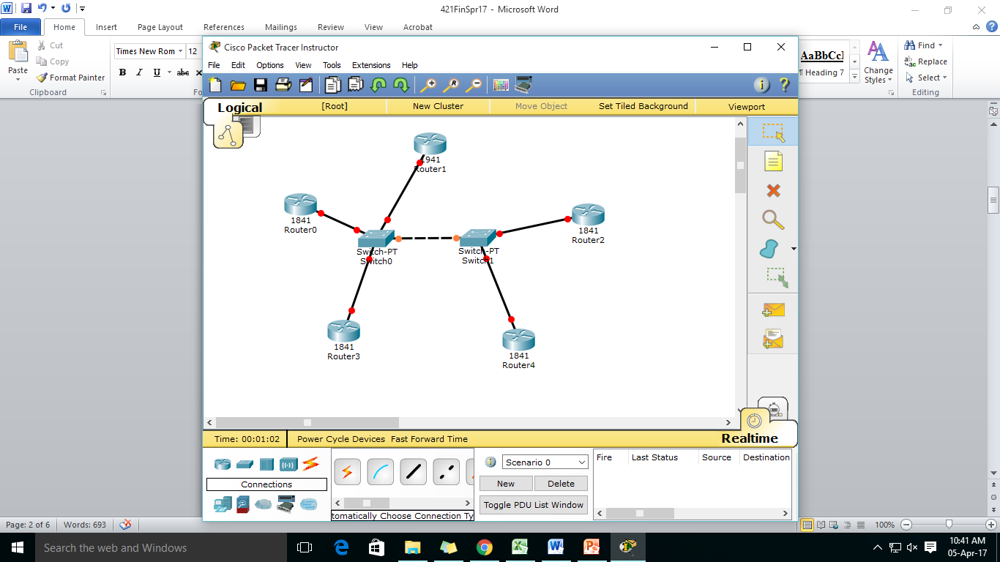 421FinSpr17 - Microsoft Word
File Home Insert Page Layout References Mailings Review View Acrobat
Paste
Cut
Copy
Format Painter
Clipboard
Times New Rom 12
B I U abe x
Fo
AaBbCcI
¶ Heading 7
Change
Styles
Find
Replace
Select
Editing
Cisco Packet Tracer Instructor
File Edit Options View Tools Extensions Help
Logical [Root] New Cluster Move Object Set Tiled Background Viewport
1941
Router1
1841
Router0
1841
Router2
Switch-PT
Switch0
Switch-PT
Switch1
1841
Router3
1841
Router4
Time: 00:01:02 Power Cycle Devices Fast Forward Time Realtime
Connections
tomatically Choose Connection Ty
Scenario 0
New Delete
Toggle PDU List Window
Fire Last Status Source Destination
Page: 2 of 6 Words: 693 100%
Search the web and Windows
10:41 AM
05-Apr-17